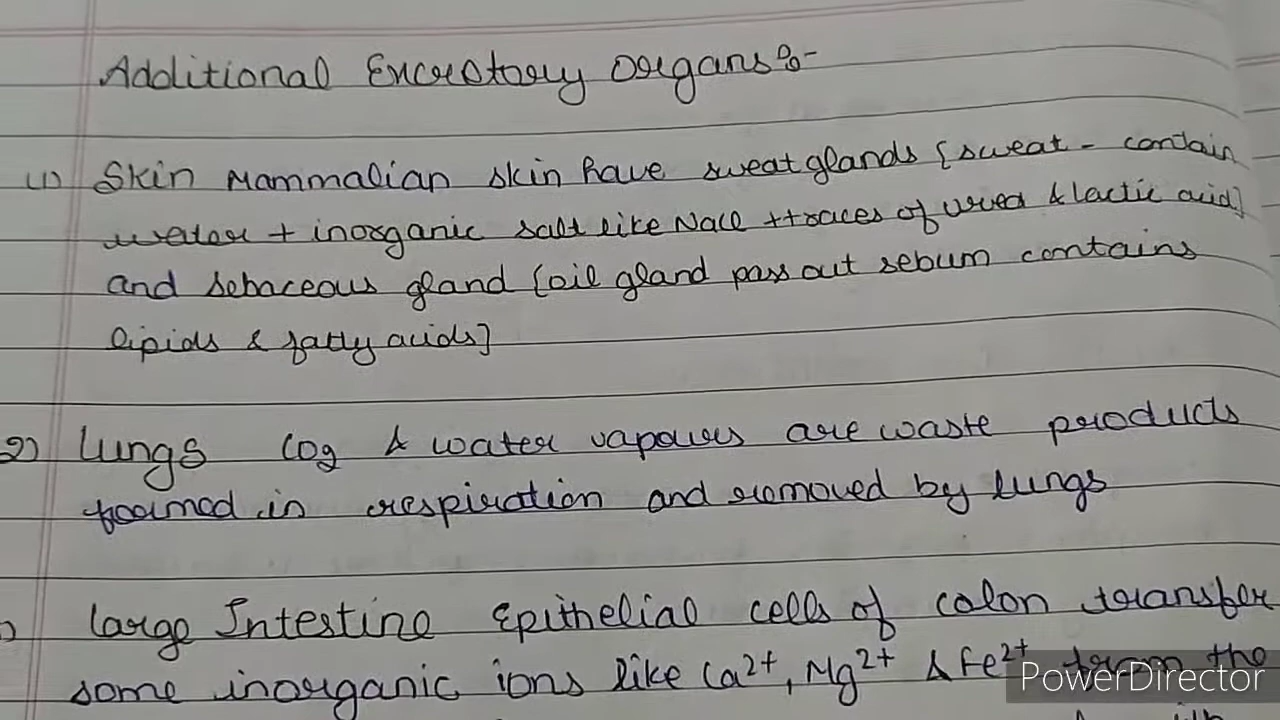 Additional Excretory Organs:-
(1) Skin Mammalian skin have sweat glands {sweat - contain
water + inorganic salt like NaCl + traces of urea & lactic acid]
and sebaceous gland {oil gland pass out sebum contains
lipids & fatty acids]
2) Lungs CO2 & water vapours are waste products
formed in respiration and removed by lungs
) Large Intestine Epithelial cells of colon transfer
some inorganic ions like Ca2+, Mg2+ & Fe2+ from the
PowerDirector